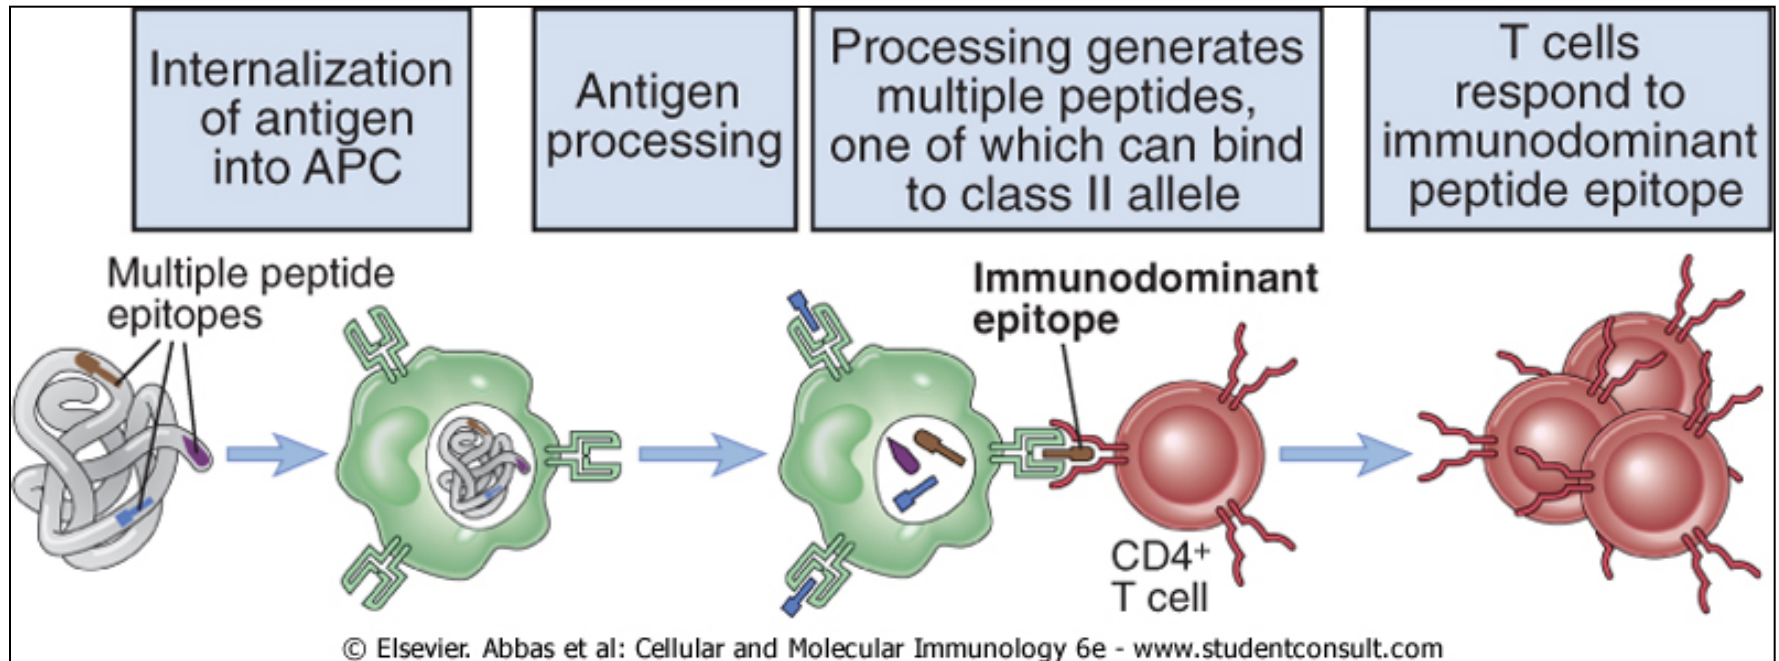 Internalization
of antigen
into APC
Antigen
processing
Processing generates
multiple peptides,
one of which can bind
to class II allele
T cells
respond to
immunodominant
peptide epitope
Multiple peptide
epitopes
Immunodominant
epitope
CD4⁺
T cell
© Elsevier. Abbas et al: Cellular and Molecular Immunology 6e - www.studentconsult.com